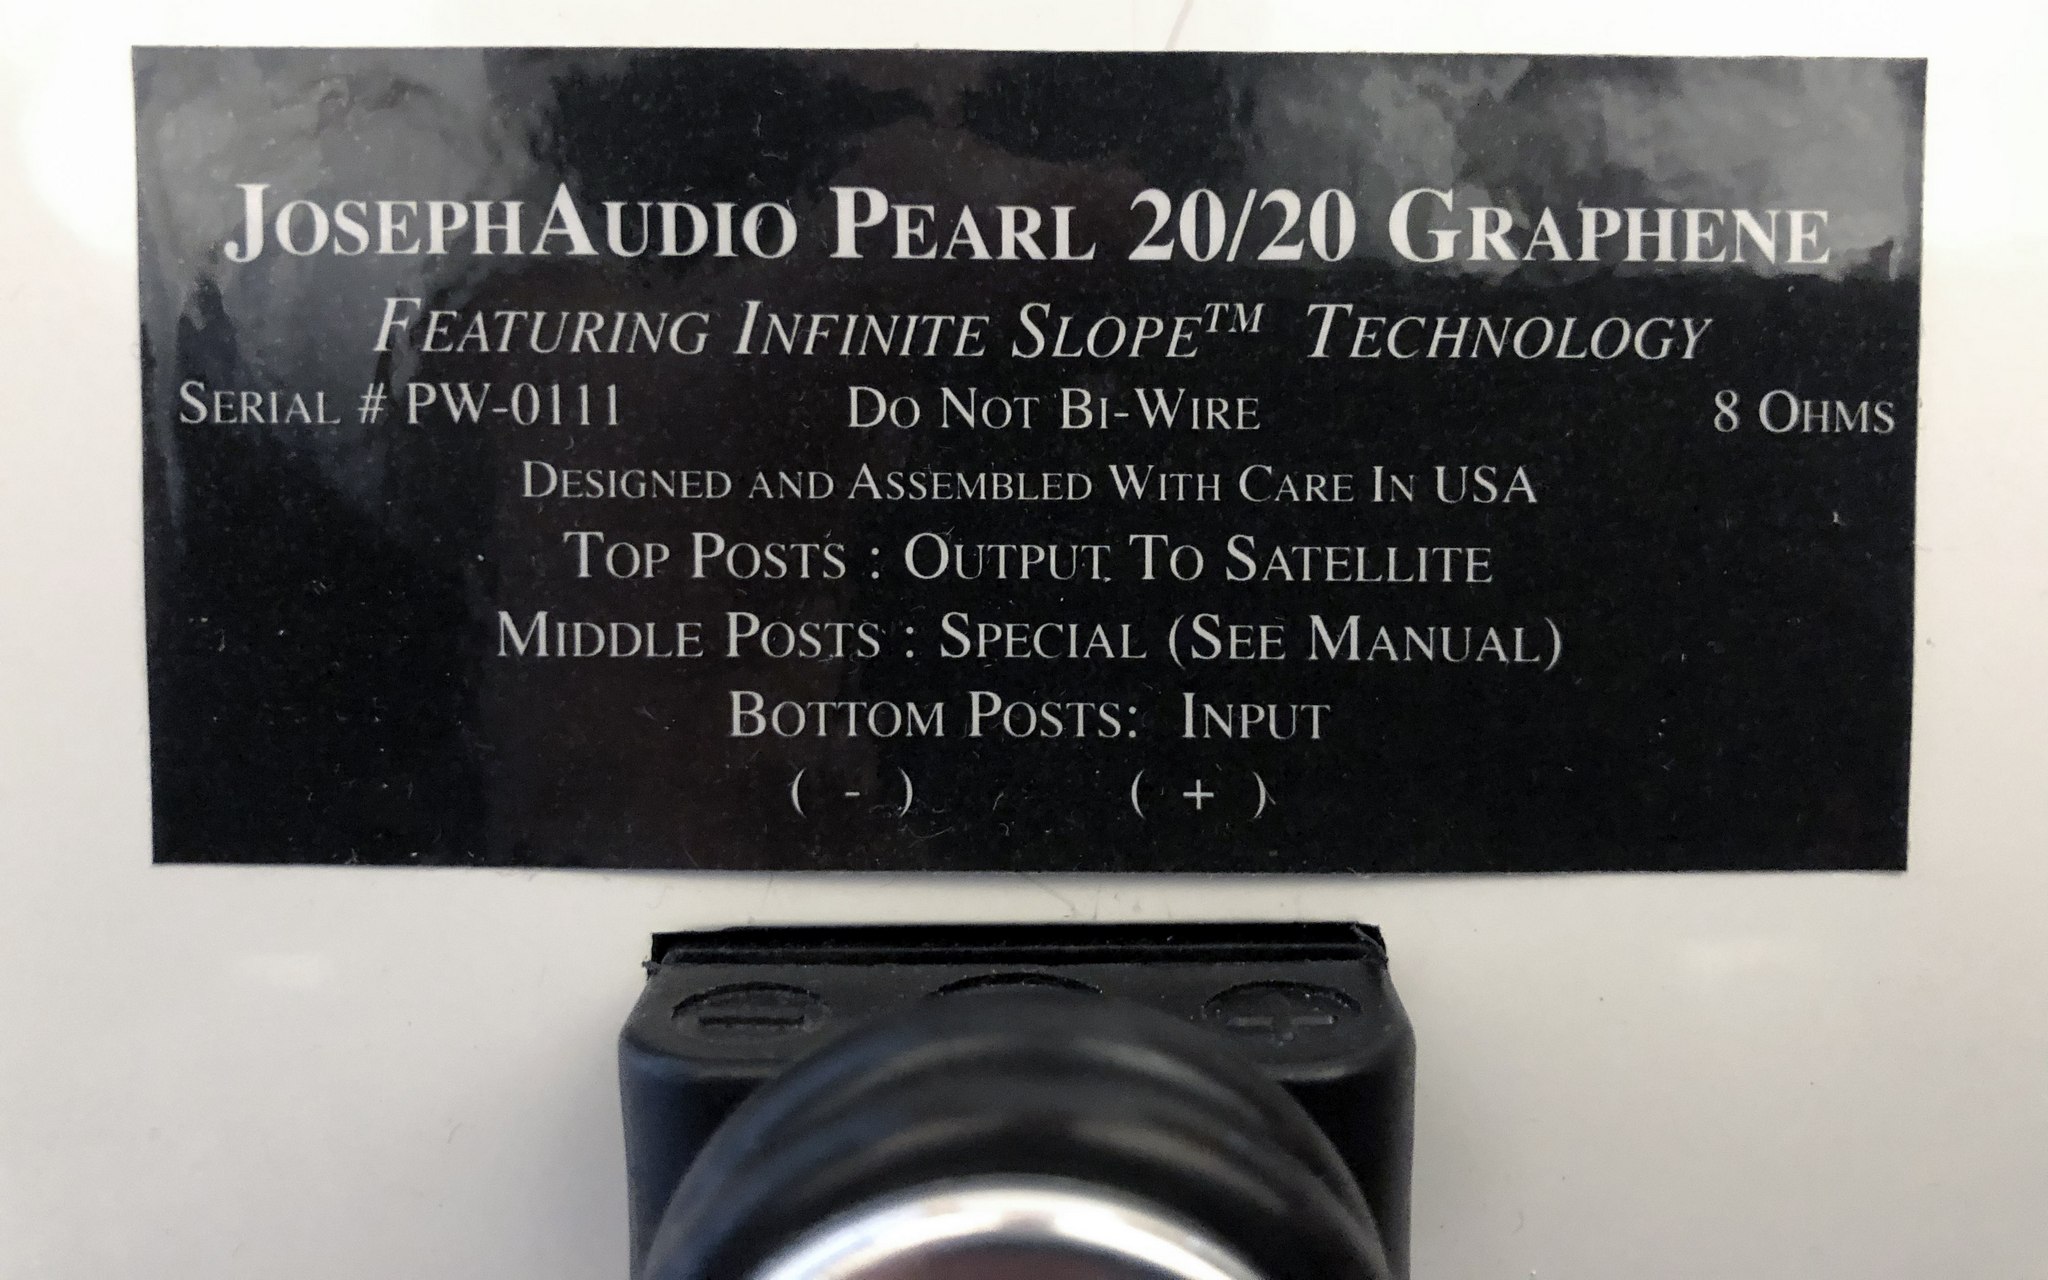 JOSEPHAUDIO PEARL 20/20 GRAPHENE
FEATURING INFINITE SLOPE™ TECHNOLOGY
SERIAL # PW-0111 DO NOT BI-WIRE 8 OHMS
DESIGNED AND ASSEMBLED WITH CARE IN USA
TOP POSTS : OUTPUT TO SATELLITE
MIDDLE POSTS : SPECIAL (SEE MANUAL)
BOTTOM POSTS: INPUT
( - ) ( + )
- +